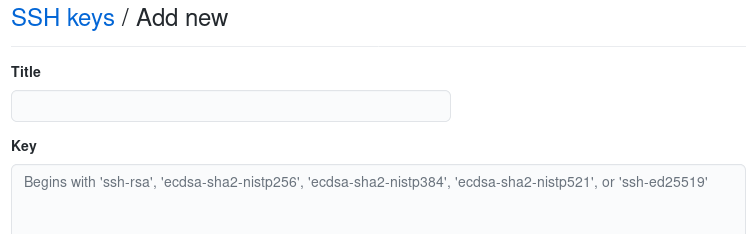 SSH keys / Add new
Title
Key
Begins with 'ssh-rsa', 'ecdsa-sha2-nistp256', 'ecdsa-sha2-nistp384', 'ecdsa-sha2-nistp521', or 'ssh-ed25519'